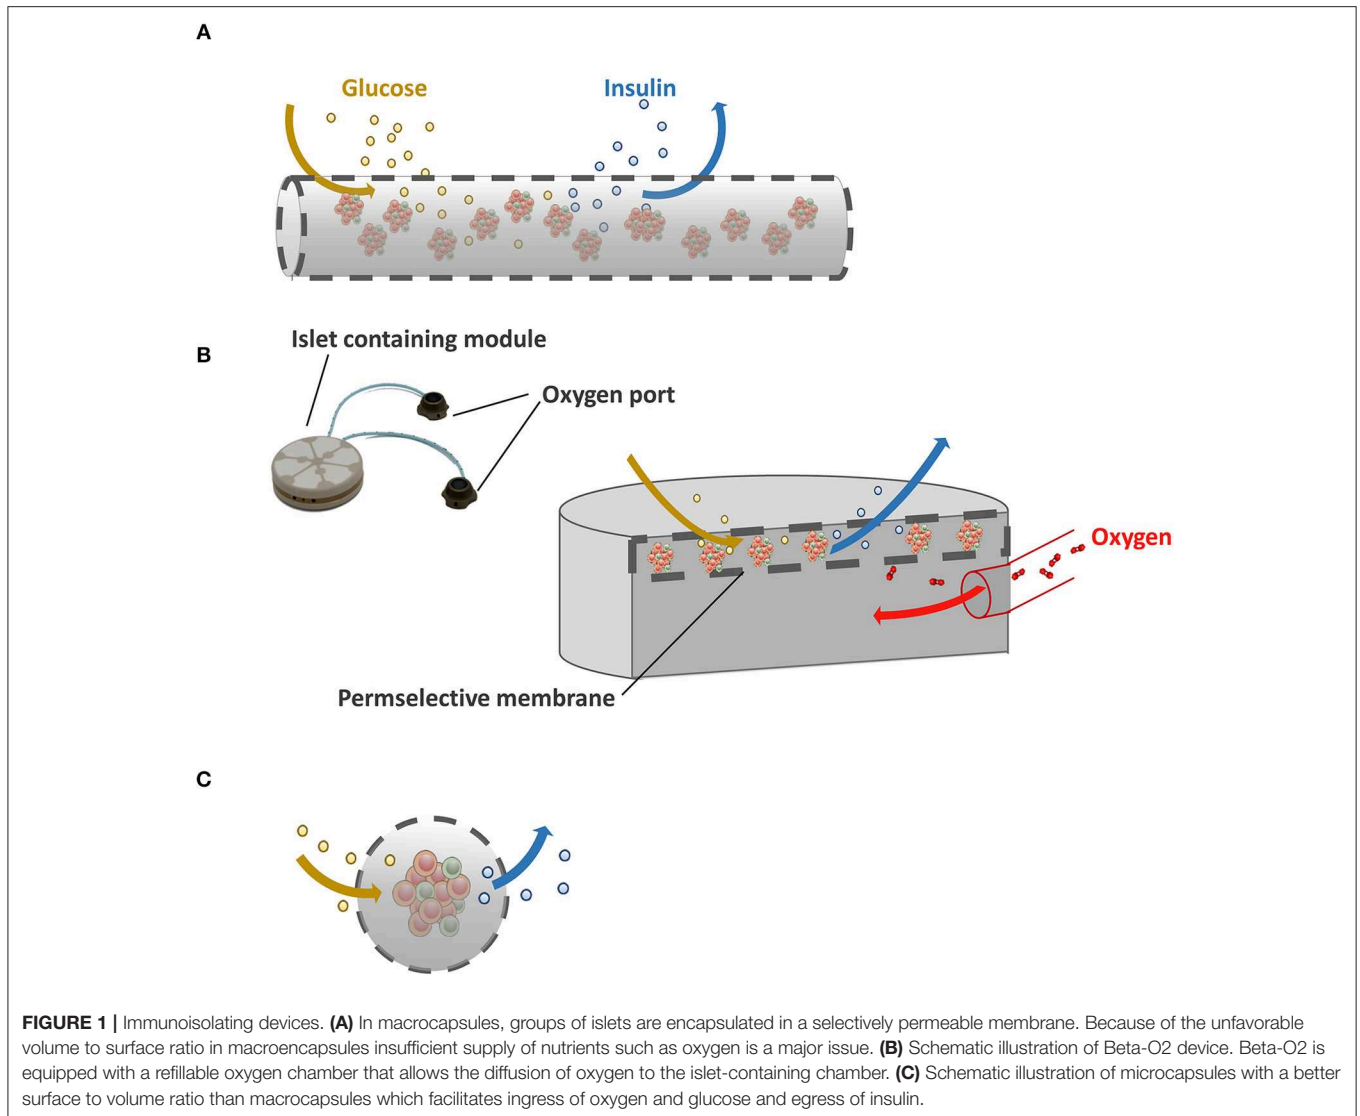 A
Glucose
Insulin
Islet containing module
B
Oxygen port
Oxygen
Permselective membrane
C
FIGURE 1 | Immunoisolating devices. (A) In macrocapsules, groups of islets are encapsulated in a selectively permeable membrane. Because of the unfavorable
volume to surface ratio in macroencapsules insufficient supply of nutrients such as oxygen is a major issue. (B) Schematic illustration of Beta-O2 device. Beta-O2 is
equipped with a refillable oxygen chamber that allows the diffusion of oxygen to the islet-containing chamber. (C) Schematic illustration of microcapsules with a better
surface to volume ratio than macrocapsules which facilitates ingress of oxygen and glucose and egress of insulin.